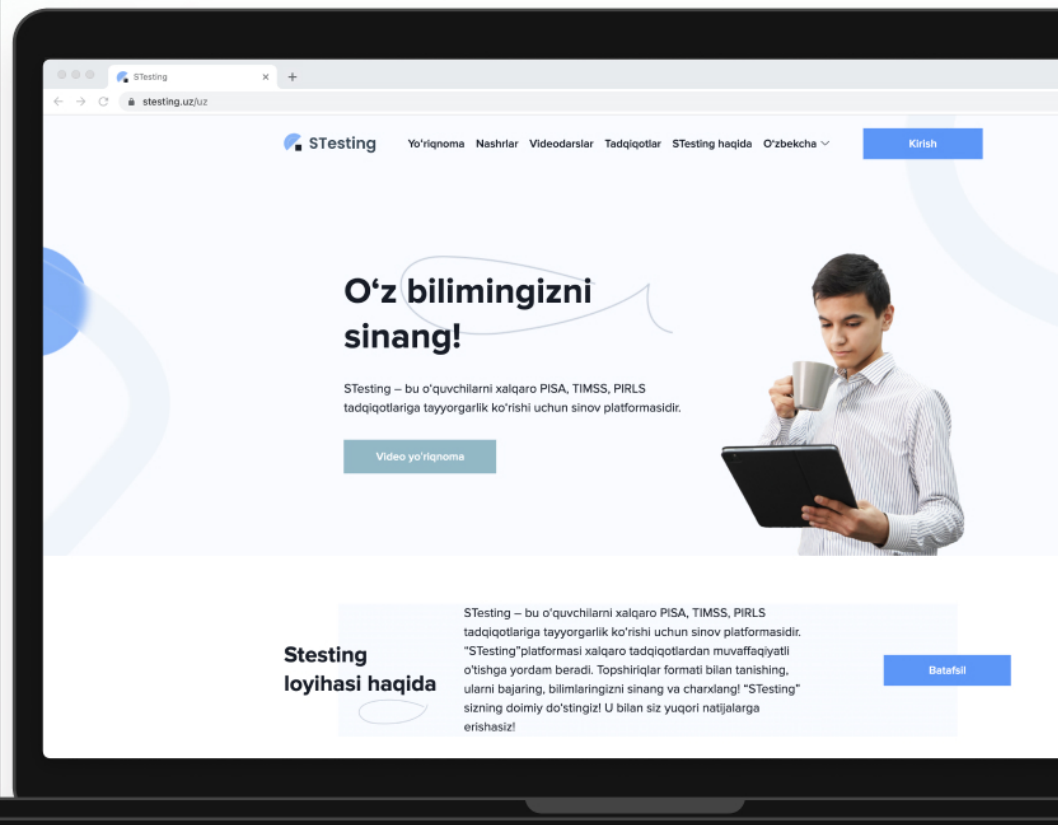 STesting
stesting.uz/uz
STesting
Yo'riqnoma Nashrlar Videodarslar Tadqiqotlar STesting haqida O'zbekcha
Kirish
O‘z bilimingizni
sinang!
STesting – bu o'quvchilarni xalqaro PISA, TIMSS, PIRLS
tadqiqotlariga tayyorgarlik ko'rishi uchun sinov platformasidir.
Video yo'riqnoma
Stesting
loyihasi haqida
STesting – bu o'quvchilarni xalqaro PISA, TIMSS, PIRLS
tadqiqotlariga tayyorgarlik ko'rishi uchun sinov platformasidir.
"STesting"platformasi xalqaro tadqiqotlardan muvaffaqiyatli
o'tishga yordam beradi. Topshiriqlar formati bilan tanishing,
ularni bajaring, bilimlaringizni sinang va charxlang! "STesting"
sizning doimiy do'stingiz! U bilan siz yuqori natijalarga
erishasiz!
Batafsil